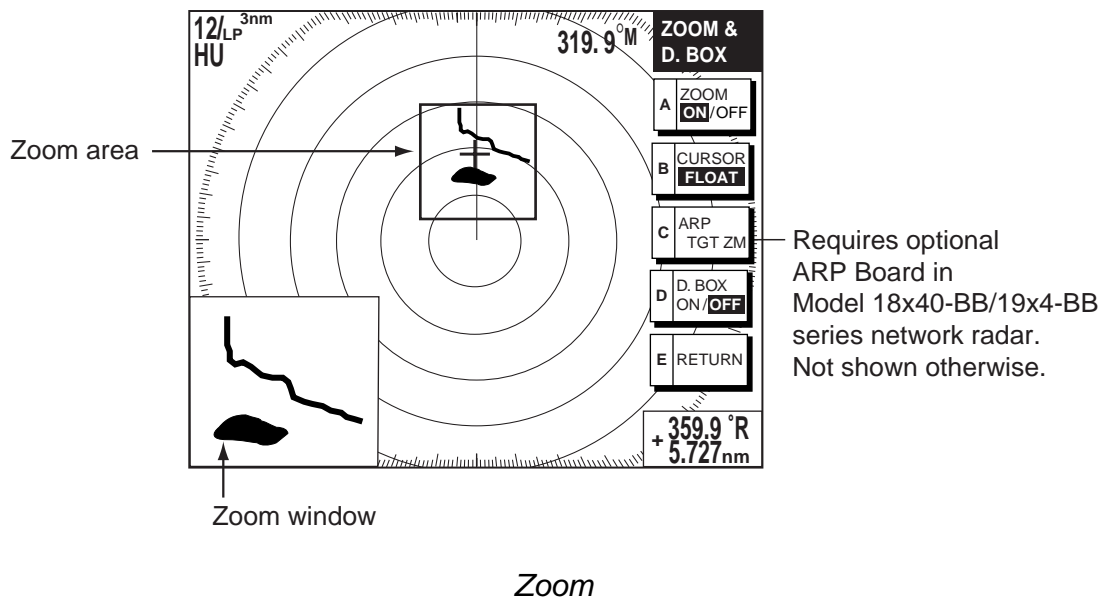 12/LP 3nm
HU
319.9°M
ZOOM &
D. BOX
A ZOOM
ON/OFF
B CURSOR
FLOAT
C ARP
TGT ZM
D D. BOX
ON/OFF
E RETURN
+ 359.9 °R
5.727nm
Zoom area
Requires optional
ARP Board in
Model 18x40-BB/19x4-BB
series network radar.
Not shown otherwise.
Zoom window
Zoom